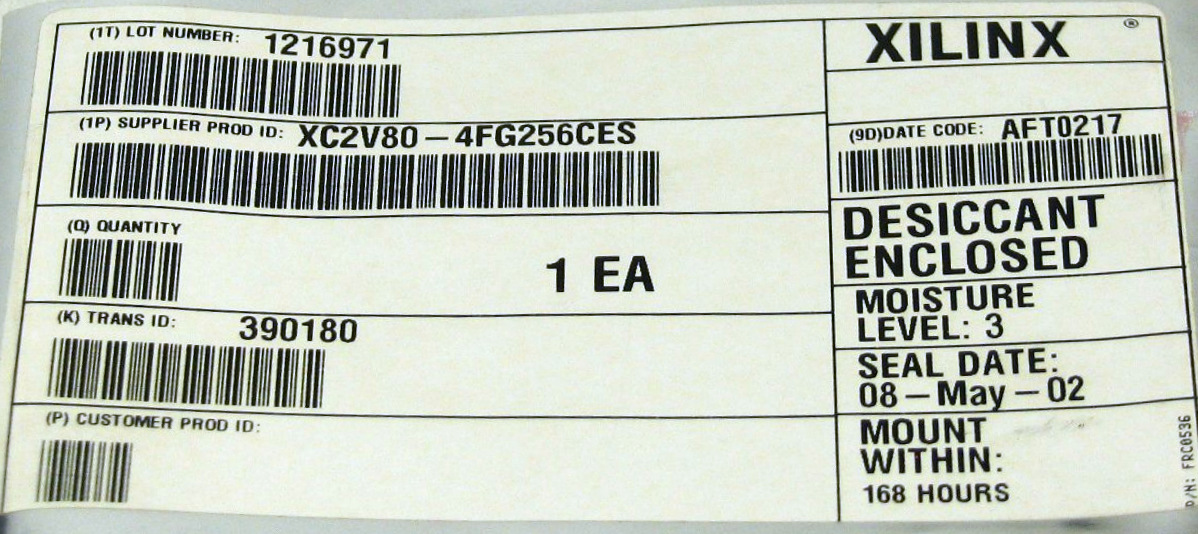 (1T) LOT NUMBER: 1216971
(1P) SUPPLIER PROD ID: XC2V80-4FG256CES
(Q) QUANTITY
1 EA
(K) TRANS ID: 390180
(P) CUSTOMER PROD ID:
XILINX ®
(9D)DATE CODE: AFT0217
DESICCANT
ENCLOSED
MOISTURE
LEVEL: 3
SEAL DATE:
08-May-02
MOUNT
WITHIN:
168 HOURS
P/N: FRC0536